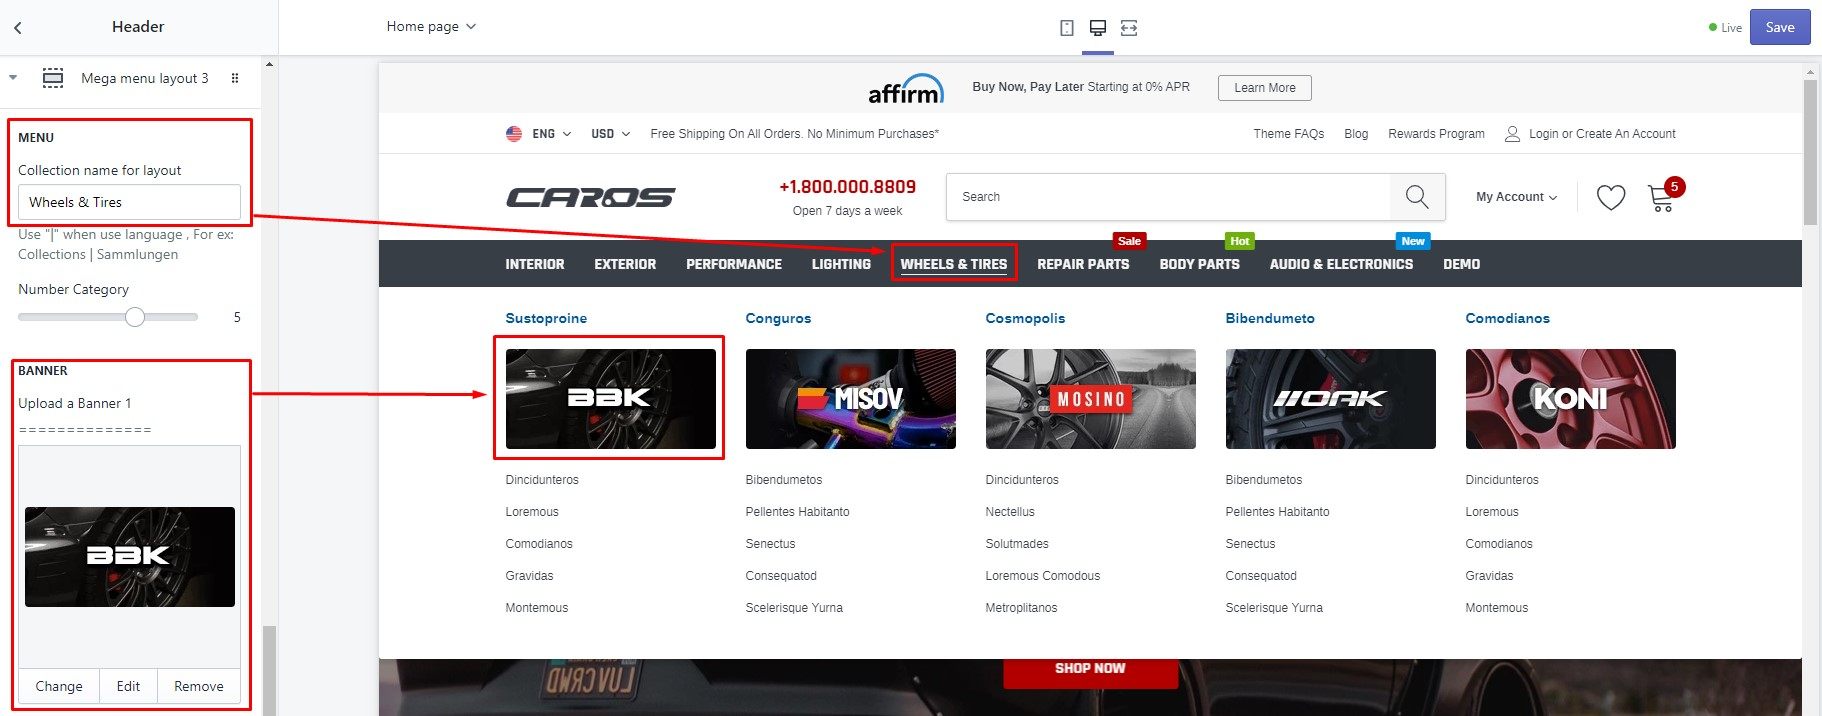 Header
Home page
Live
Save
Mega menu layout 3
MENU
Collection name for layout
Wheels & Tires
Use "|" when use language , For ex:
Collections | Sammlungen
Number Category
5
BANNER
Upload a Banner 1
==============
BBK
Change Edit Remove
affirm Buy Now, Pay Later Starting at 0% APR Learn More
ENG USD Free Shipping On All Orders. No Minimum Purchases* Theme FAQs Blog Rewards Program Login or Create An Account
CAROS
+1.800.000.8809
Open 7 days a week
Search
My Account
5
Sale Hot New
INTERIOR EXTERIOR PERFORMANCE LIGHTING WHEELS & TIRES REPAIR PARTS BODY PARTS AUDIO & ELECTRONICS DEMO
Sustoproine Conguros Cosmopolis Bibendumeto Comodianos
BBK MISOV MOSINO OAK KONI
Dincidunteros Bibendumetos Dincidunteros Bibendumetos Dincidunteros
Loremous Pellentes Habitanto Nectellus Pellentes Habitanto Loremous
Comodianos Senectus Solutmades Senectus Comodianos
Gravidas Consequatod Loremous Comodous Consequatod Gravidas
Montemous Scelerisque Yurna Metroplitanos Scelerisque Yurna Montemous
SHOP NOW